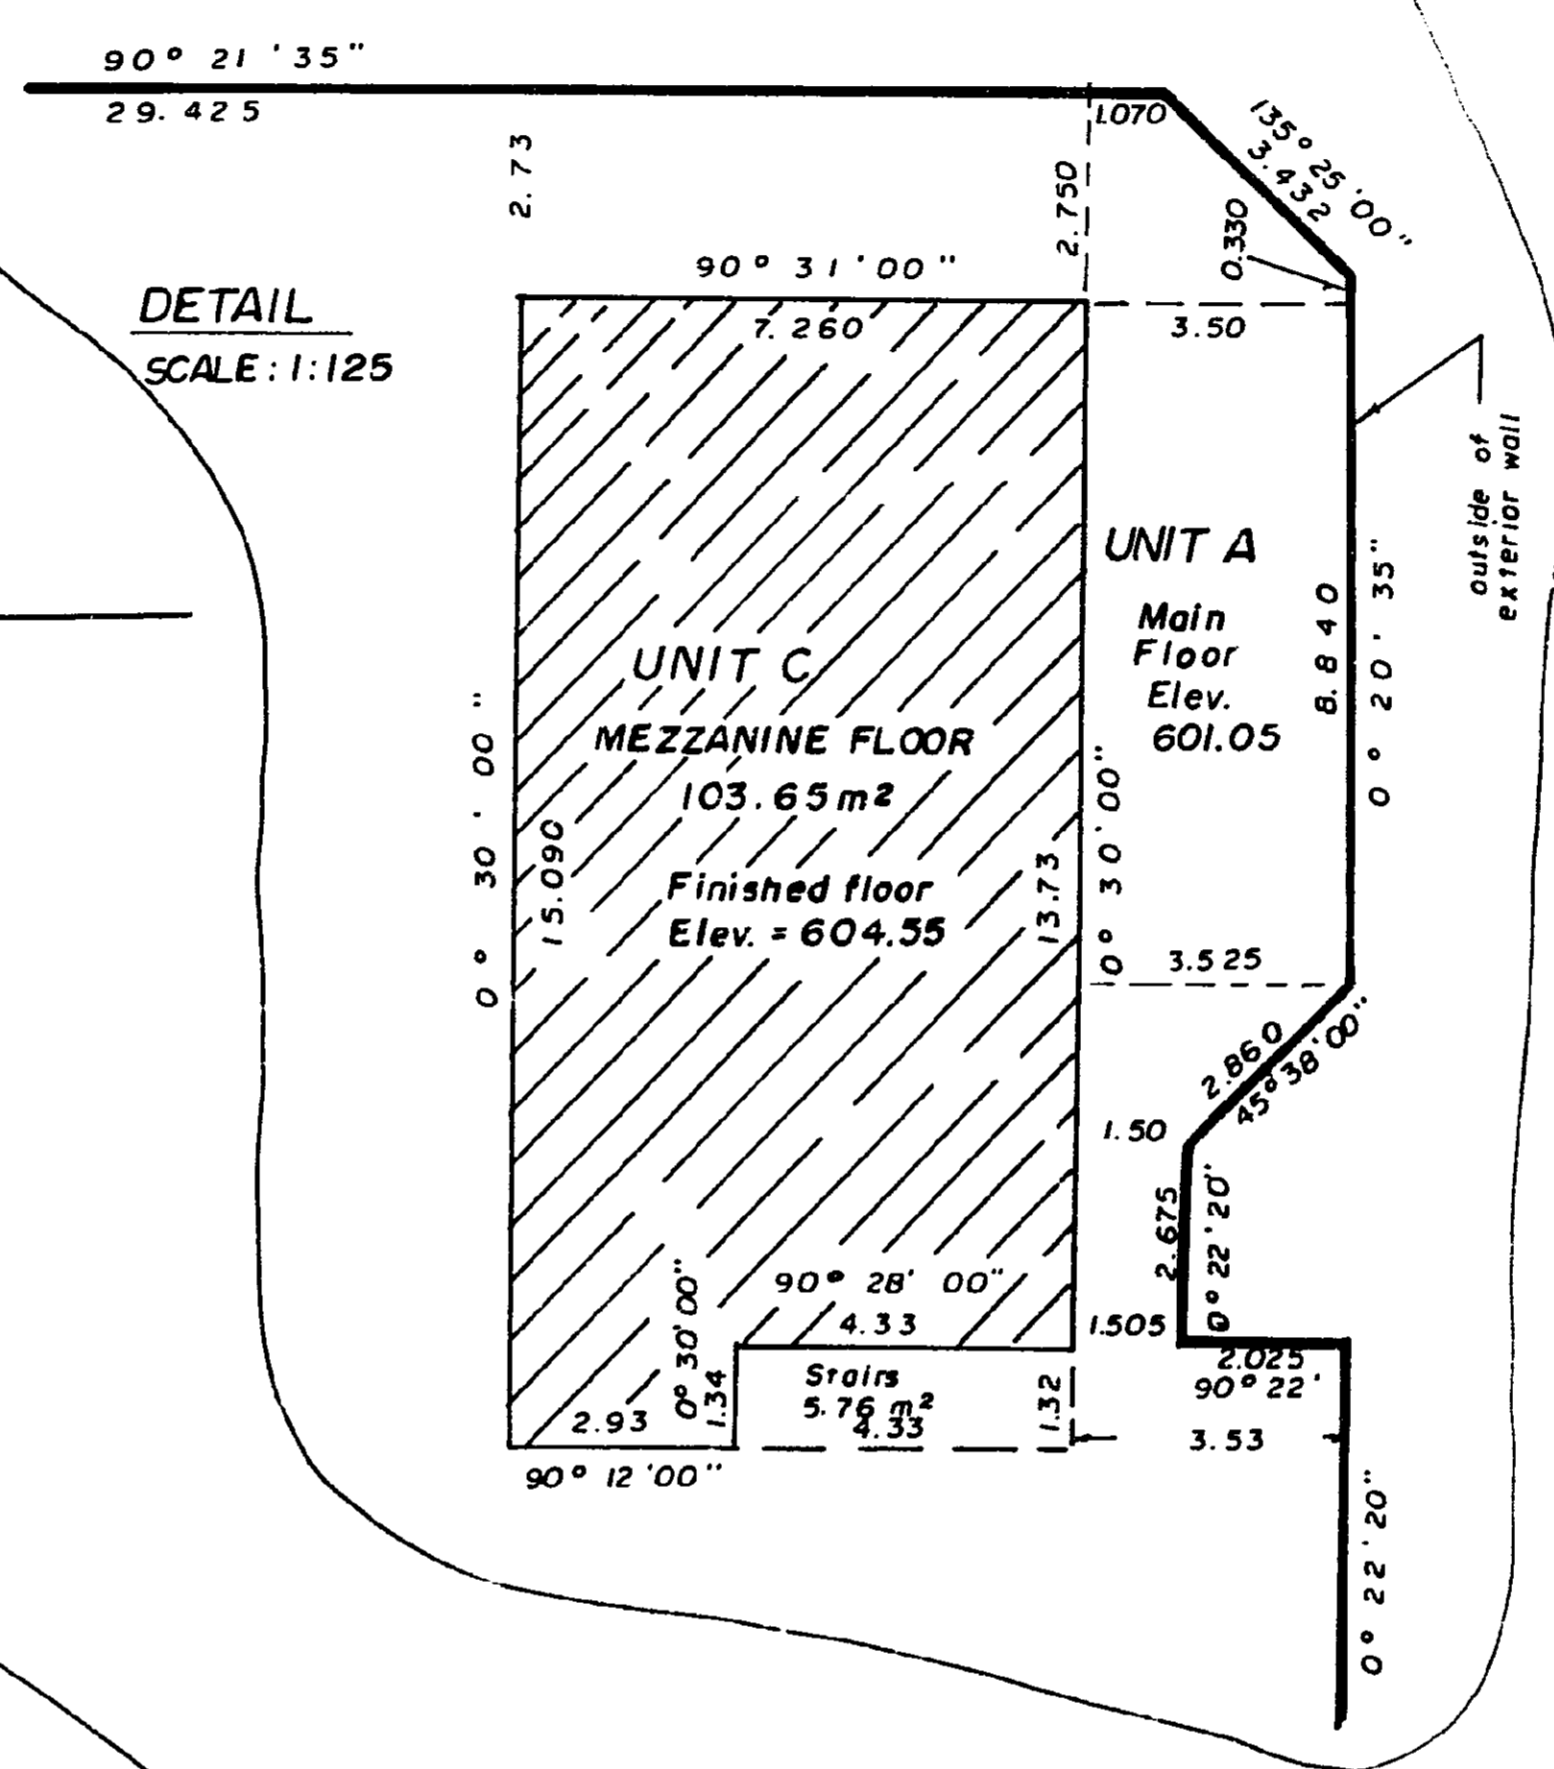 90° 21' 35"
29.425
1.070
135° 25' 00"
3.432
2.73
2.750
0.330
90° 31' 00"
7.260
3.50
DETAIL
SCALE: 1:125
outside of
exterior wall
UNIT A
Main
Floor
Elev.
601.05
8.840
0° 20' 35"
UNIT C
MEZZANINE FLOOR
103.65m2
Finished floor
Elev. = 604.55
0° 30' 00"
15.090
13.73
0° 30' 00"
3.525
2.860
45° 38' 00"
1.50
2.675
0° 22' 20"
90° 28' 00"
4.33
1.505
2.025
90° 22'
0° 30' 00"
1.34
2.93
Stairs
5.76 m2
4.33
1.32
3.53
90° 12' 00"
0° 22' 20"